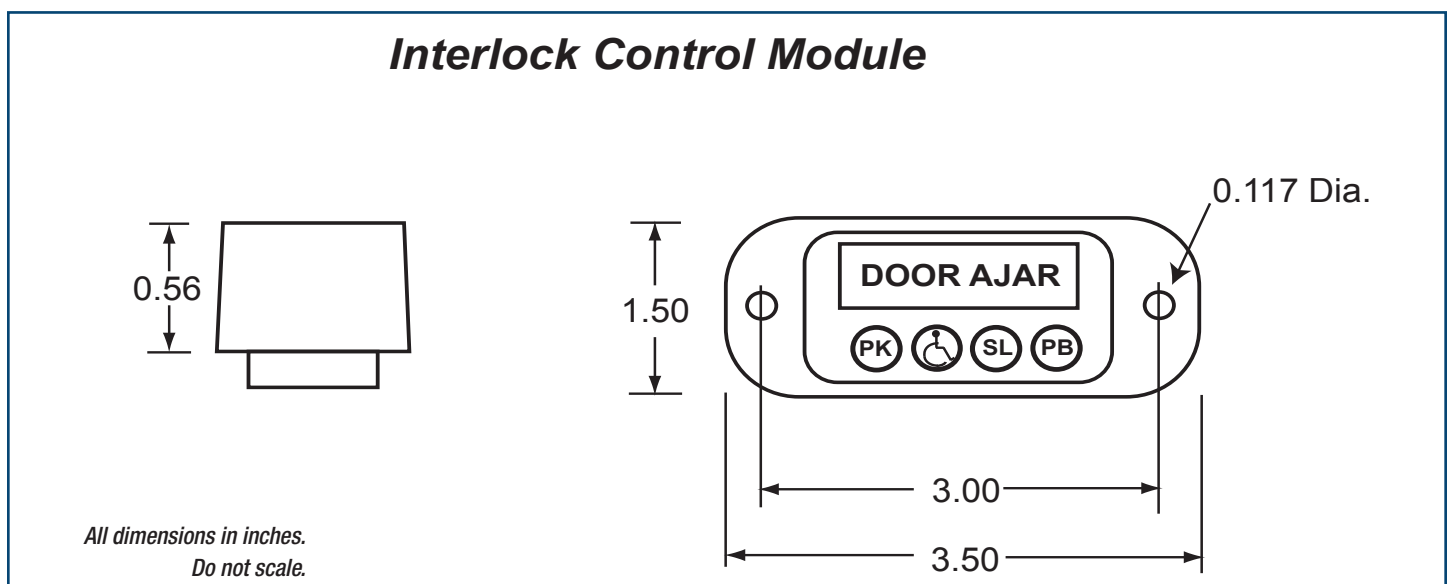 Interlock Control Module
0.117 Dia.
0.56
1.50
DOOR AJAR
PK
SL
PB
3.00
3.50
All dimensions in inches.
Do not scale.